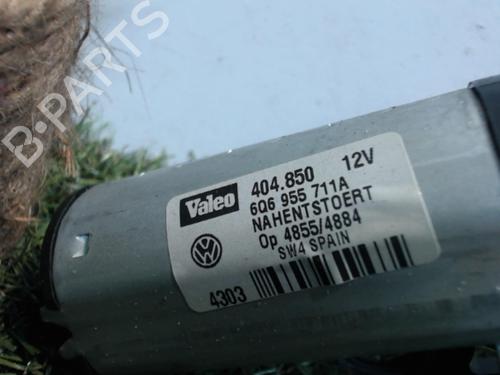 B-PARTS
Valeo
404.850 12V
6Q6 955 711A
NAHENTSTOERT
Op 4855/4884
SW4 SPAIN
4303